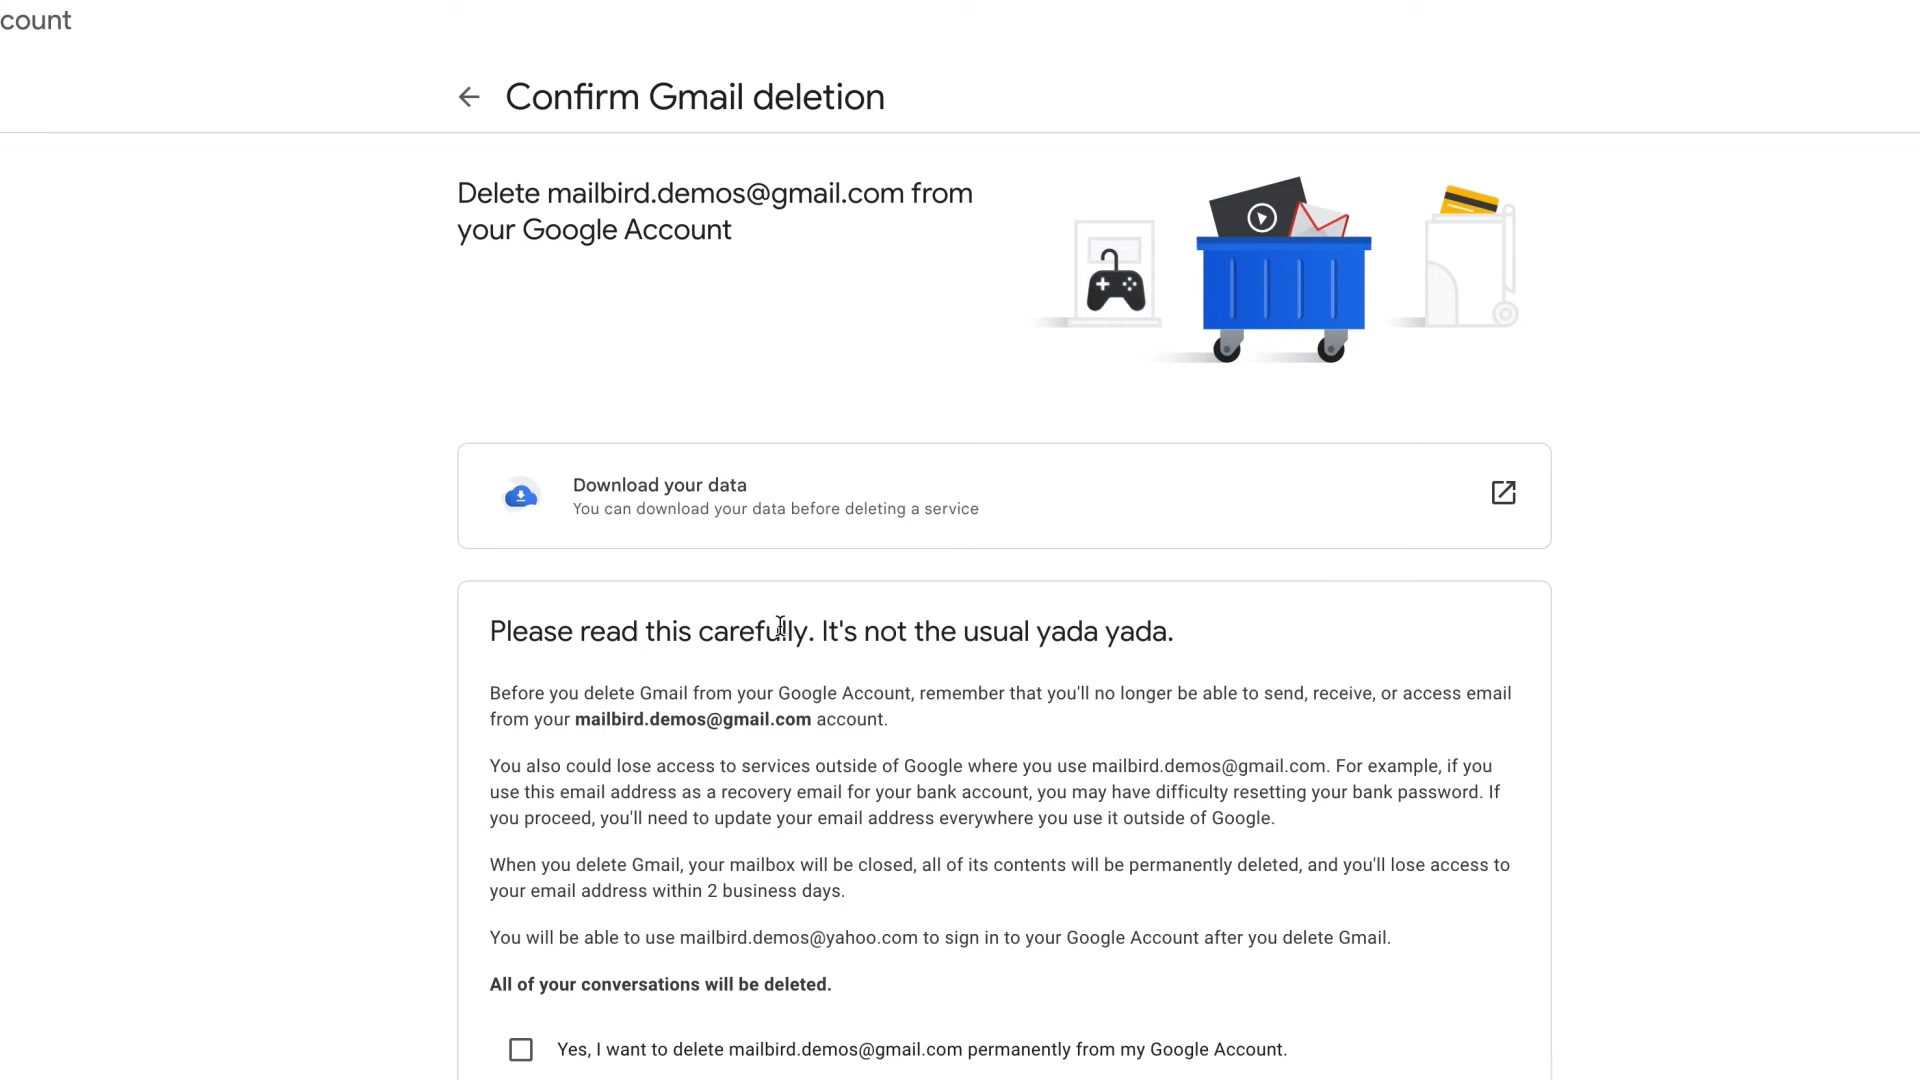 count
Confirm Gmail deletion
Delete mailbird.demos@gmail.com from
your Google Account
Download your data
You can download your data before deleting a service
Please read this carefully. It's not the usual yada yada.
Before you delete Gmail from your Google Account, remember that you'll no longer be able to send, receive, or access email
from your mailbird.demos@gmail.com account.
You also could lose access to services outside of Google where you use mailbird.demos@gmail.com. For example, if you
use this email address as a recovery email for your bank account, you may have difficulty resetting your bank password. If
you proceed, you'll need to update your email address everywhere you use it outside of Google.
When you delete Gmail, your mailbox will be closed, all of its contents will be permanently deleted, and you'll lose access to
your email address within 2 business days.
You will be able to use mailbird.demos@yahoo.com to sign in to your Google Account after you delete Gmail.
All of your conversations will be deleted.
Yes, I want to delete mailbird.demos@gmail.com permanently from my Google Account.